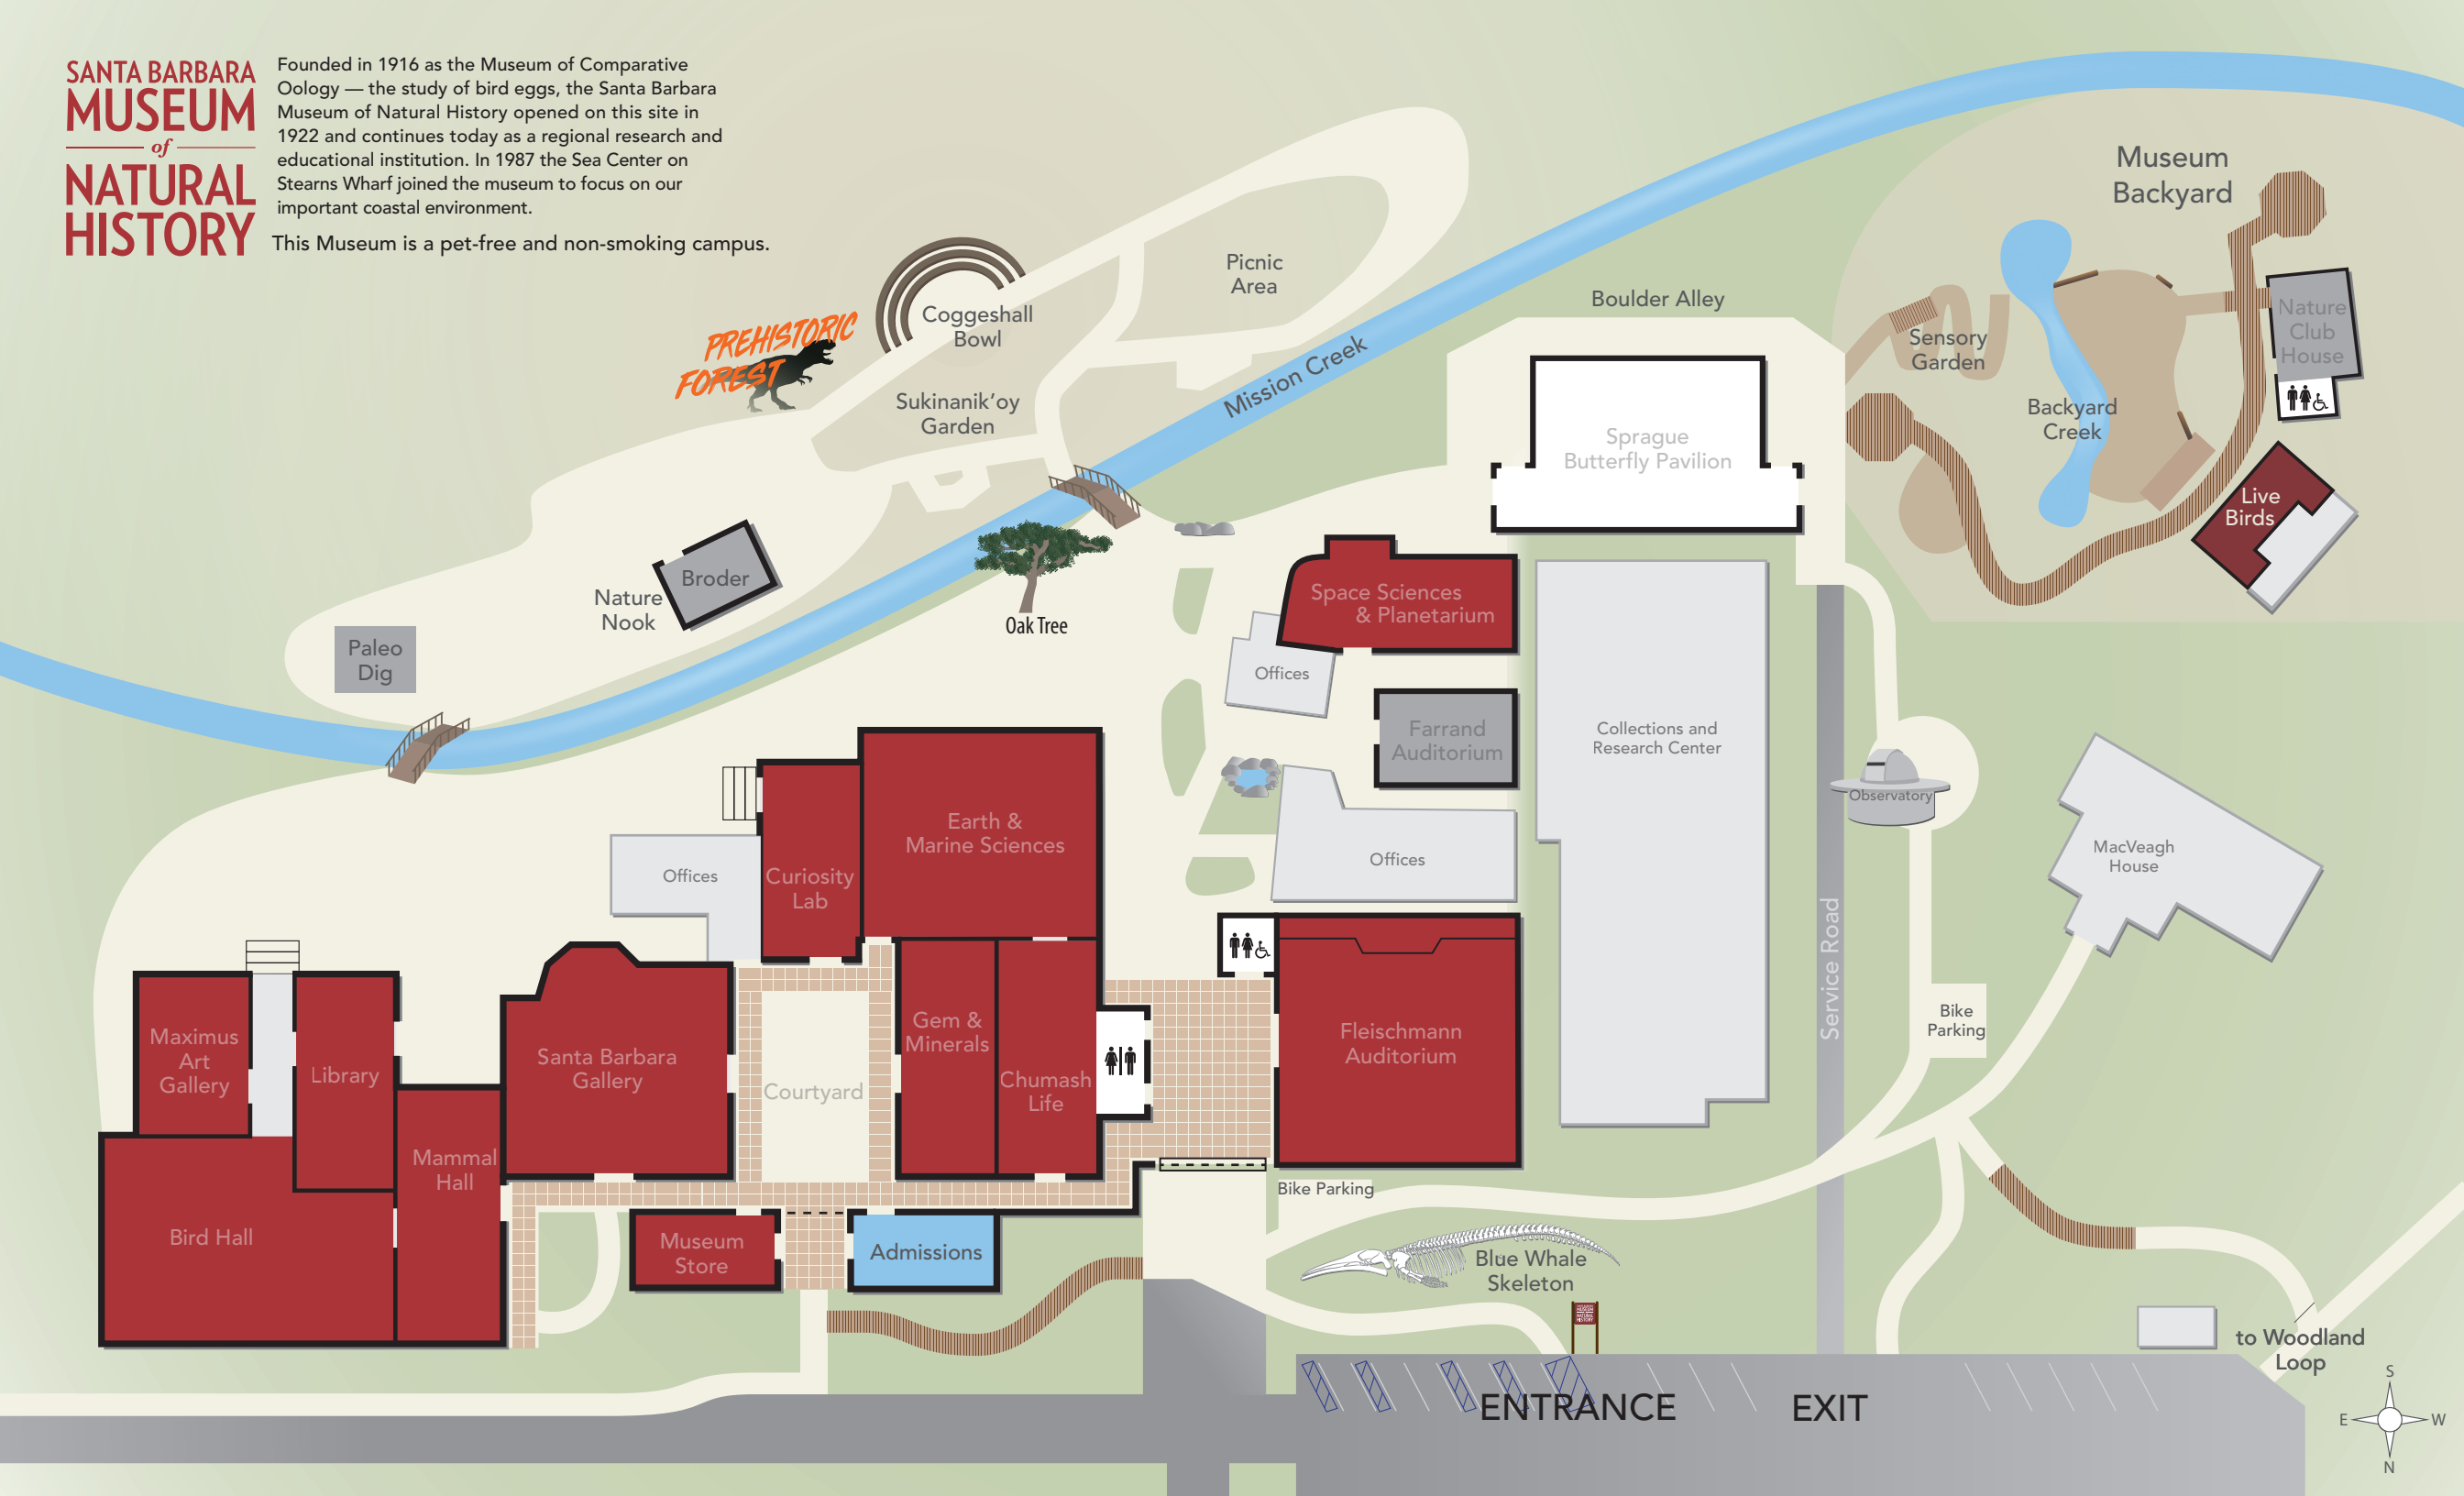 SANTA BARBARA
MUSEUM
of
NATURAL
HISTORY
Founded in 1916 as the Museum of Comparative
Oology — the study of bird eggs, the Santa Barbara
Museum of Natural History opened on this site in
1922 and continues today as a regional research and
educational institution. In 1987 the Sea Center on
Stearns Wharf joined the museum to focus on our
important coastal environment.
This Museum is a pet-free and non-smoking campus.
Museum
Backyard
Picnic
Area
Boulder Alley
Coggeshall
Bowl
PREHISTORIC
FOREST
Nature
Club
House
Sensory
Garden
Mission Creek
Sukinanik’oy
Garden
Backyard
Creek
Sprague
Butterfly Pavilion
Live
Birds
Broder
Nature
Nook
Oak Tree
Space Sciences
& Planetarium
Paleo
Dig
Offices
Farrand
Auditorium
Collections and
Research Center
Observatory
Earth &
Marine Sciences
MacVeagh
House
Offices
Offices
Curiosity
Lab
Service Road
Bike
Parking
Maximus
Art
Gallery
Library
Santa Barbara
Gallery
Courtyard
Gem &
Minerals
Chumash
Life
Fleischmann
Auditorium
Mammal
Hall
Bike Parking
Bird Hall
Museum
Store
Admissions
Blue Whale
Skeleton
SANTA BARBARA
MUSEUM
of
NATURAL
HISTORY
to Woodland
Loop
ENTRANCE
EXIT
S
E
W
N